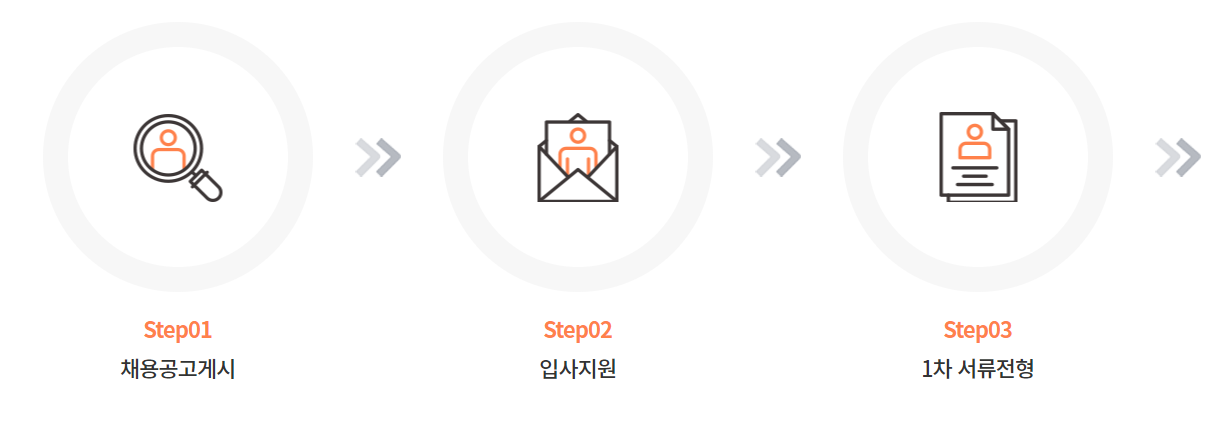 Step01
채용공고게시
Step02
입사지원
Step03
1차 서류전형